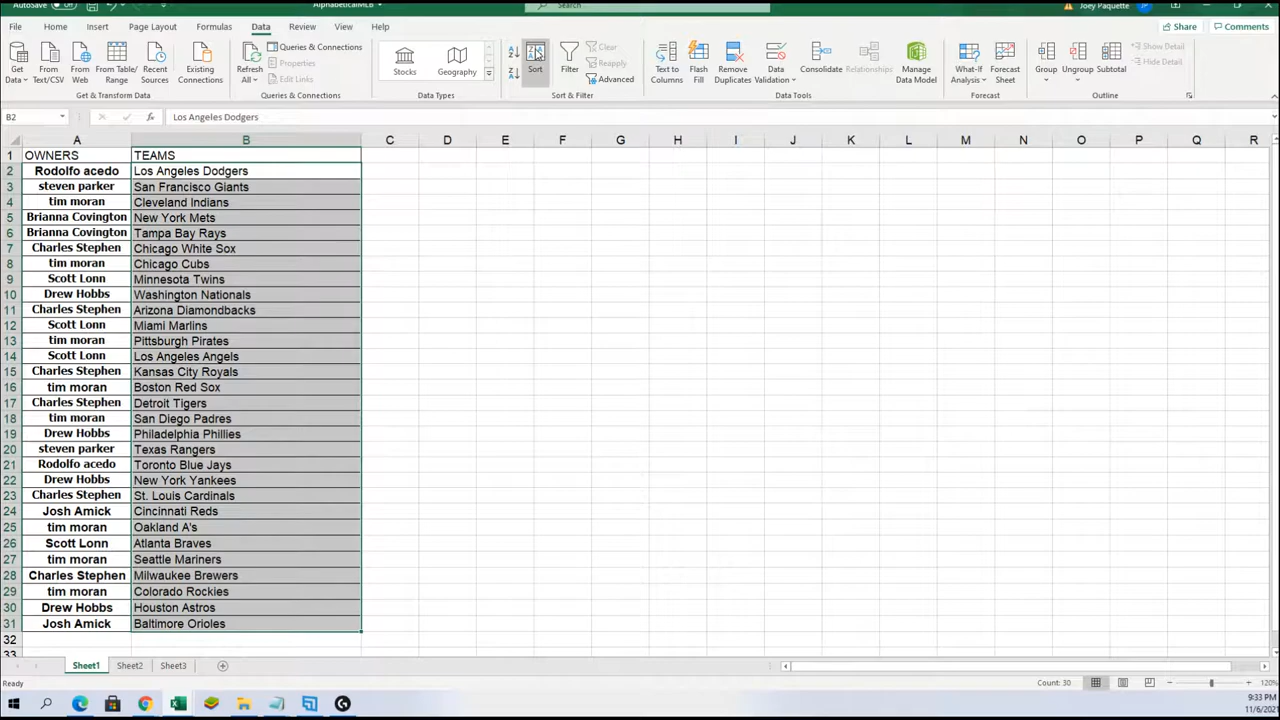 AutoSave Off AlphabeticalMLB Search Joey Paquette JP
File Home Insert Page Layout Formulas Data Review View Help Share Comments
Get Data From Text/CSV From Web From Table/ Range Recent Sources Existing Connections
Get & Transform Data
Refresh All Queries & Connections Properties Edit Links
Queries & Connections
Stocks Geography
Data Types
Sort Filter Clear Reapply Advanced
Sort & Filter
Text to Columns Flash Fill Remove Duplicates Data Validation Consolidate Relationships Manage Data Model
Data Tools
What-If Analysis Forecast Sheet
Forecast
Group Ungroup Subtotal Show Detail Hide Detail
Outline
B2 fx Los Angeles Dodgers
A B C D E F G H I J K L M N O P Q R
1 OWNERS TEAMS
2 Rodolfo acedo Los Angeles Dodgers
3 steven parker San Francisco Giants
4 tim moran Cleveland Indians
5 Brianna Covington New York Mets
6 Brianna Covington Tampa Bay Rays
7 Charles Stephen Chicago White Sox
8 tim moran Chicago Cubs
9 Scott Lonn Minnesota Twins
10 Drew Hobbs Washington Nationals
11 Charles Stephen Arizona Diamondbacks
12 Scott Lonn Miami Marlins
13 tim moran Pittsburgh Pirates
14 Scott Lonn Los Angeles Angels
15 Charles Stephen Kansas City Royals
16 tim moran Boston Red Sox
17 Charles Stephen Detroit Tigers
18 tim moran San Diego Padres
19 Drew Hobbs Philadelphia Phillies
20 steven parker Texas Rangers
21 Rodolfo acedo Toronto Blue Jays
22 Drew Hobbs New York Yankees
23 Charles Stephen St. Louis Cardinals
24 Josh Amick Cincinnati Reds
25 tim moran Oakland A's
26 Scott Lonn Atlanta Braves
27 tim moran Seattle Mariners
28 Charles Stephen Milwaukee Brewers
29 tim moran Colorado Rockies
30 Drew Hobbs Houston Astros
31 Josh Amick Baltimore Orioles
32
33
Sheet1 Sheet2 Sheet3
Ready Count: 30 120%
9:33 PM
11/6/2021